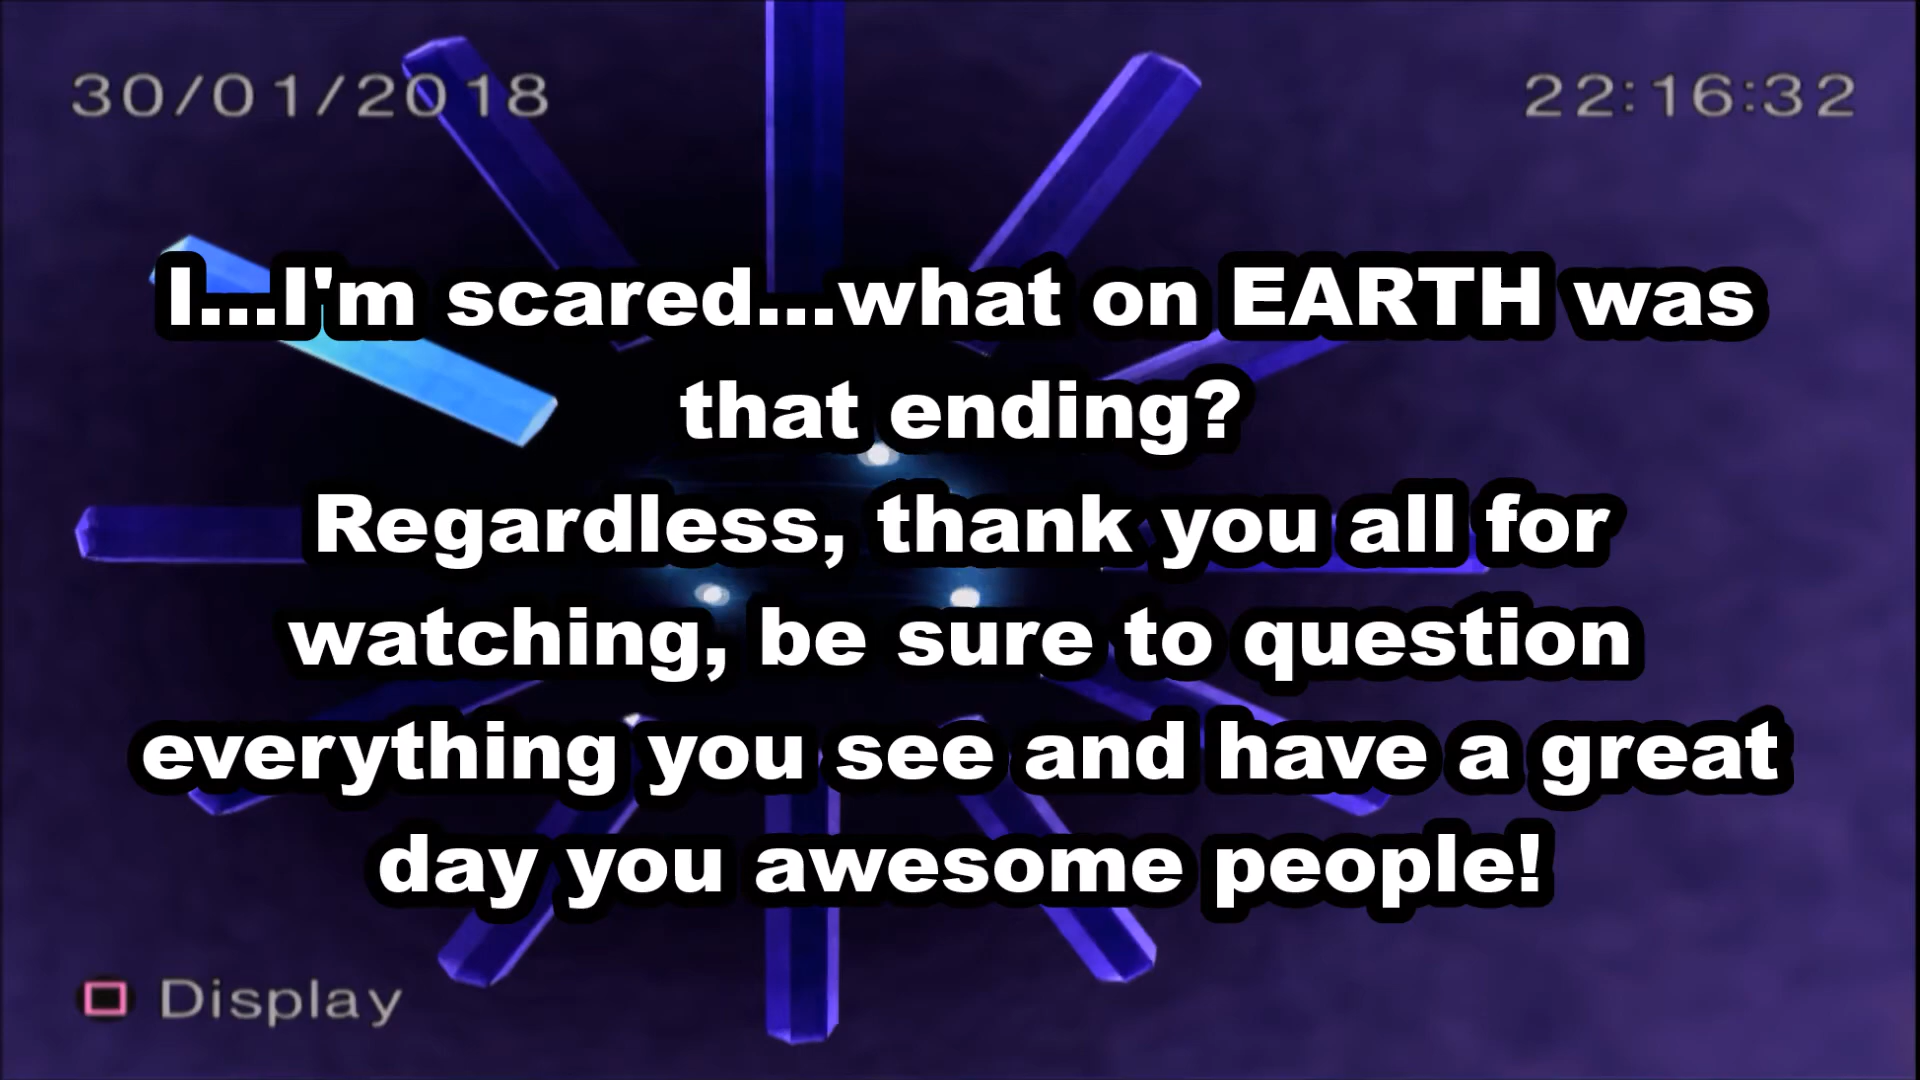 30/01/2018
22:16:32
I...I'm scared...what on EARTH was
that ending?
Regardless, thank you all for
watching, be sure to question
everything you see and have a great
day you awesome people!
Display